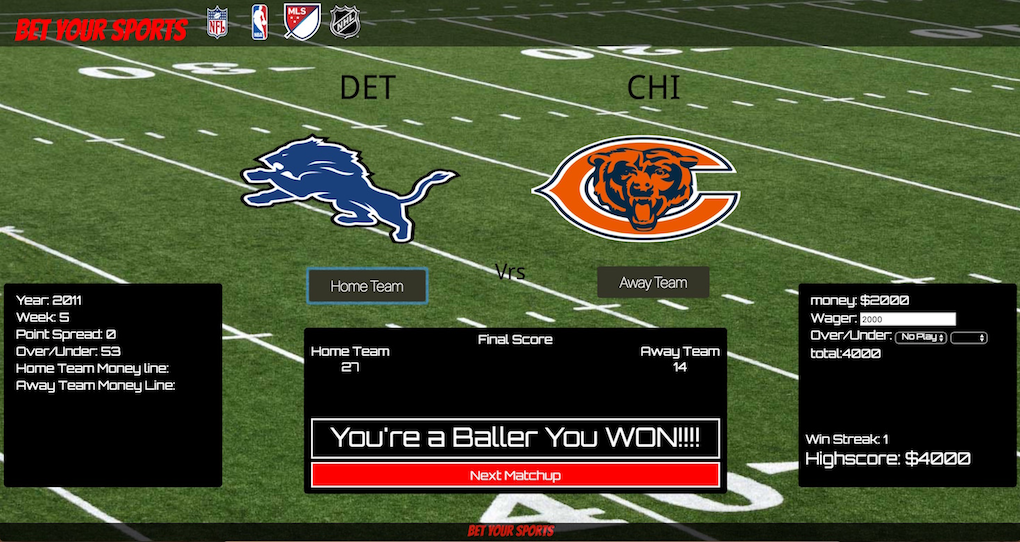 BET YOUR SPORTS
NFL
NBA
MLS
NHL
DET
CHI
Vrs
Home Team
Away Team
Year: 2011
Week: 5
Point Spread: 0
Over/Under: 53
Home Team Money line:
Away Team Money Line:
Final Score
Home Team
Away Team
27
14
You're a Baller You WON!!!!
Next Matchup
money: $2000
Wager: 2000
Over/Under: No Play
total:4000
Win Streak: 1
Highscore: $4000
BET YOUR SPORTS